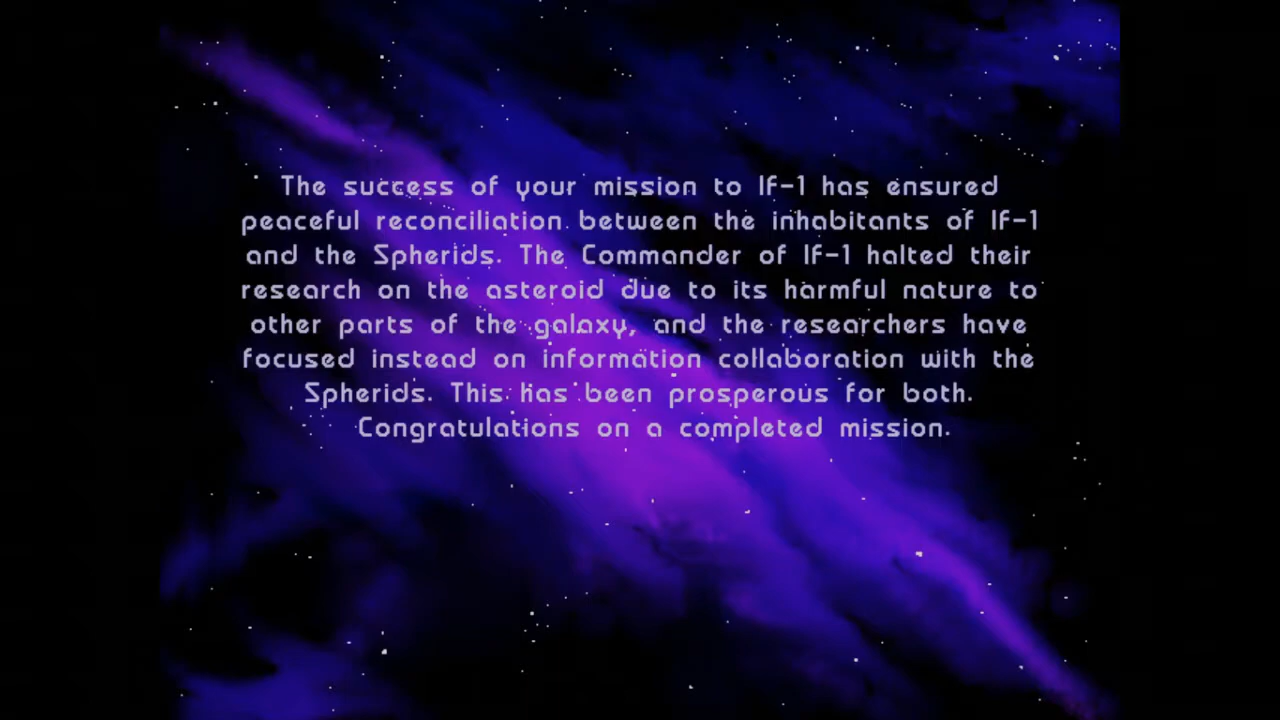 The success of your mission to IF-1 has ensured
peaceful reconciliation between the inhabitants of IF-1
and the Spherids. The Commander of IF-1 halted their
research on the asteroid due to its harmful nature to
other parts of the galaxy, and the researchers have
focused instead on information collaboration with the
Spherids. This has been prosperous for both.
Congratulations on a completed mission.